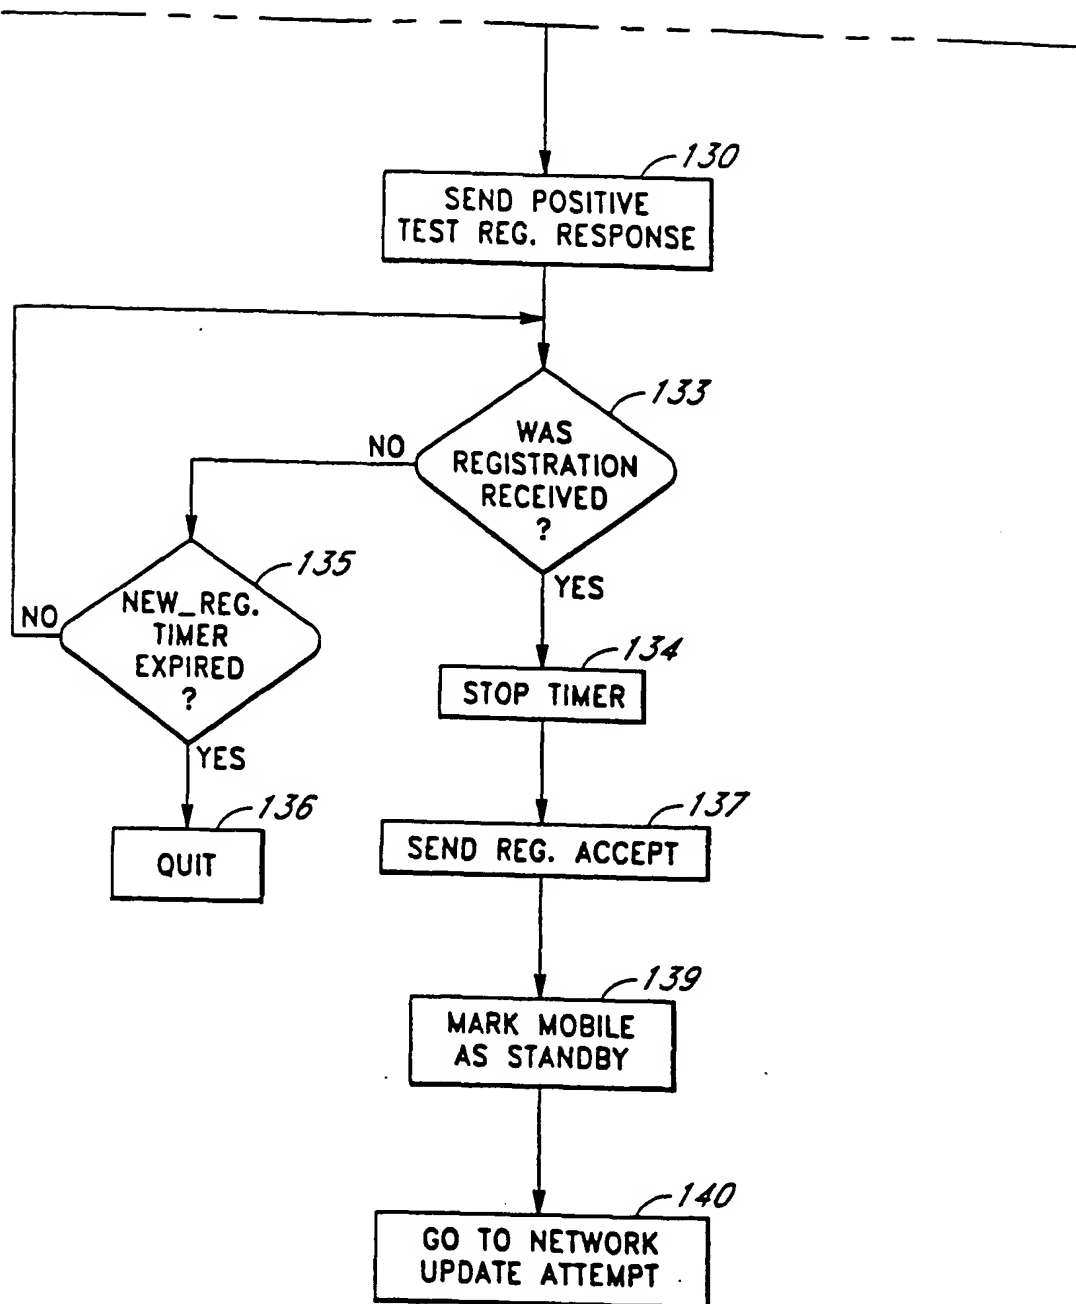 130
SEND POSITIVE
TEST REG. RESPONSE
133
WAS
REGISTRATION
RECEIVED
?
NO
YES
135
NEW_REG.
TIMER
EXPIRED
?
NO
YES
134
STOP TIMER
136
QUIT
137
SEND REG. ACCEPT
139
MARK MOBILE
AS STANDBY
140
GO TO NETWORK
UPDATE ATTEMPT